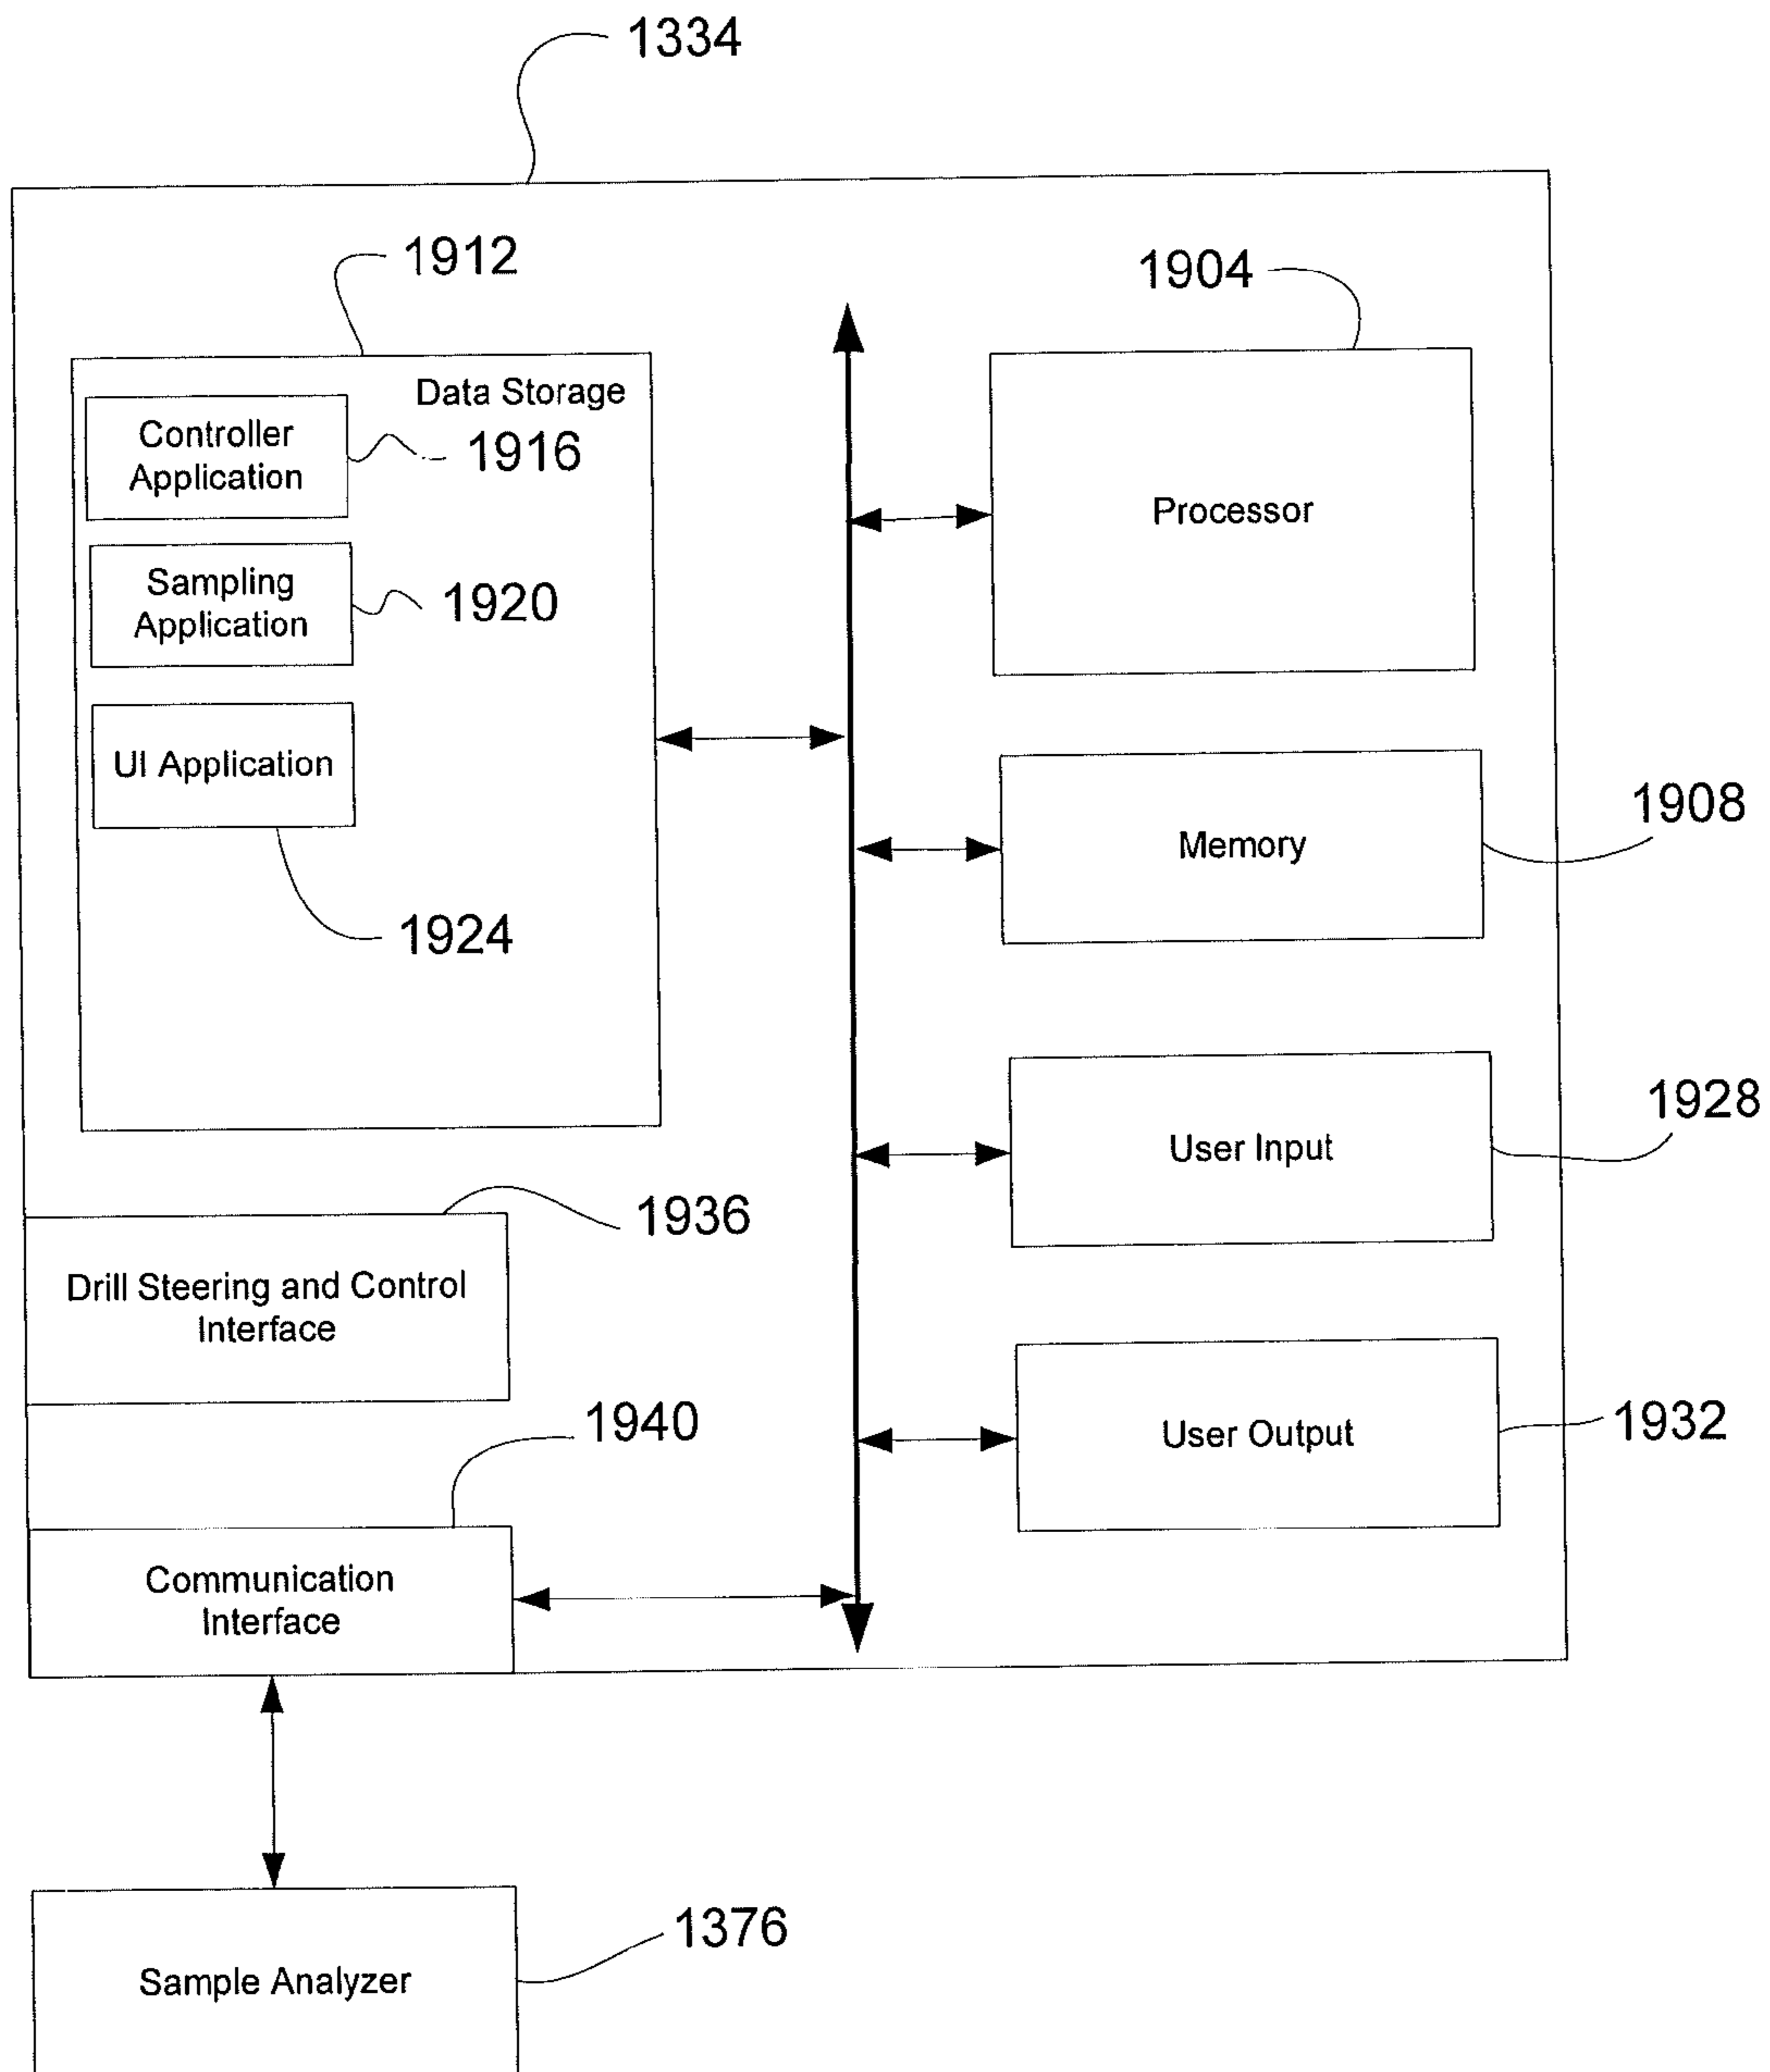 1334
1912
1904
Data Storage
Controller
Application
1916
Processor
Sampling
Application
1920
UI Application
1908
Memory
1924
1928
User Input
1936
Drill Steering and Control
Interface
1940
1932
User Output
Communication
Interface
1376
Sample Analyzer